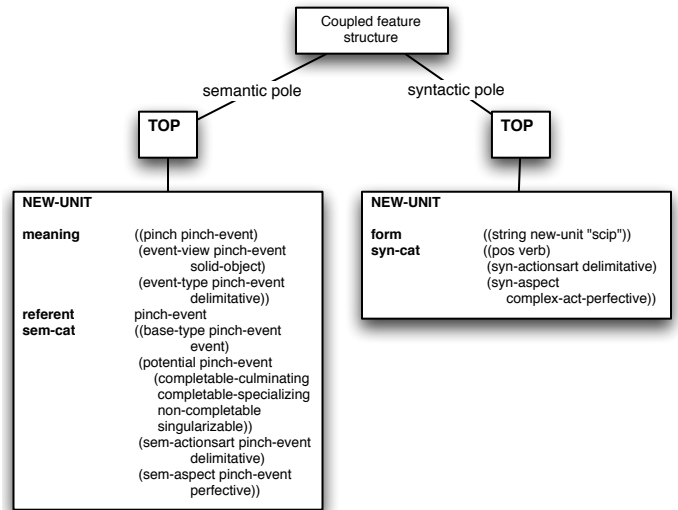 Coupled feature
structure
semantic pole
syntactic pole
TOP
TOP
NEW-UNIT
meaning ((pinch pinch-event)
(event-view pinch-event
solid-object)
(event-type pinch-event
delimitative))
referent pinch-event
sem-cat ((base-type pinch-event
event)
(potential pinch-event
(completable-culminating
completable-specializing
non-completable
singularizable))
(sem-actionsart pinch-event
delimitative)
(sem-aspect pinch-event
perfective))
NEW-UNIT
form ((string new-unit "scip"))
syn-cat ((pos verb)
(syn-actionsart delimitative)
(syn-aspect
complex-act-perfective))